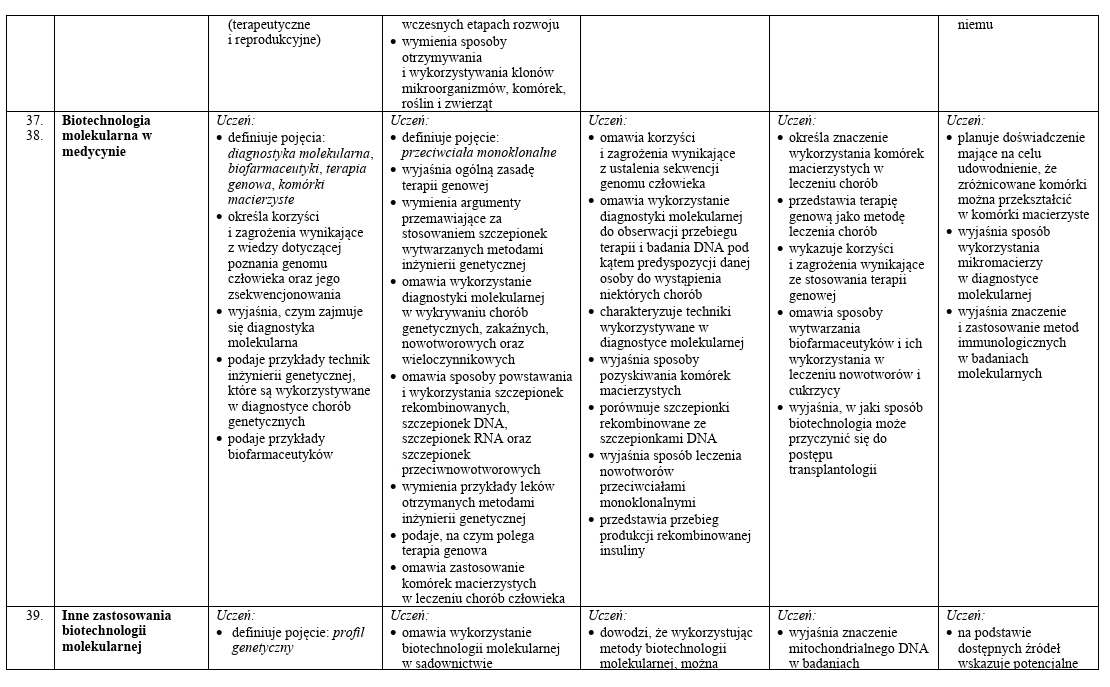 (terapeutyczne
i reprodukcyjne)
wczesnych etapach rozwoju
• wymienia sposoby
otrzymywania
i wykorzystywania klonów
mikroorganizmów, komórek,
roślin i zwierząt
niemu
37.
38.
Biotechnologia
molekularna w
medycynie
Uczeń:
• definiuje pojęcia:
diagnostyka molekularna,
biofarmaceutyki, terapia
genowa, komórki
macierzyste
• określa korzyści
i zagrożenia wynikające
z wiedzy dotyczącej
poznania genomu
człowieka oraz jego
zsekwencjonowania
• wyjaśnia, czym zajmuje
się diagnostyka
molekularna
• podaje przykłady technik
inżynierii genetycznej,
które są wykorzystywane
w diagnostyce chorób
genetycznych
• podaje przykłady
biofarmaceutyków
Uczeń:
• definiuje pojęcie:
przeciwciała monoklonalne
• wyjaśnia ogólną zasadę
terapii genowej
• wymienia argumenty
przemawiające za
stosowaniem szczepionek
wytwarzanych metodami
inżynierii genetycznej
• omawia wykorzystanie
diagnostyki molekularnej
w wykrywaniu chorób
genetycznych, zakaźnych,
nowotworowych oraz
wieloczynnikowych
• omawia sposoby powstawania
i wykorzystania szczepionek
rekombinowanych,
szczepionek DNA,
szczepionek RNA oraz
szczepionek
przeciwnowotworowych
• wymienia przykłady leków
otrzymanych metodami
inżynierii genetycznej
• podaje, na czym polega
terapia genowa
• omawia zastosowanie
komórek macierzystych
w leczeniu chorób człowieka
Uczeń:
• omawia korzyści
i zagrożenia wynikające
z ustalenia sekwencji
genomu człowieka
• omawia wykorzystanie
diagnostyki molekularnej
do obserwacji przebiegu
terapii i badania DNA pod
kątem predyspozycji danej
osoby do wystąpienia
niektórych chorób
• charakteryzuje techniki
wykorzystywane w
diagnostyce molekularnej
• wyjaśnia sposoby
pozyskiwania komórek
macierzystych
• porównuje szczepionki
rekombinowane ze
szczepionkami DNA
• wyjaśnia sposób leczenia
nowotworów
przeciwciałami
monoklonalnymi
• przedstawia przebieg
produkcji rekombinowanej
insuliny
Uczeń:
• określa znaczenie
wykorzystania komórek
macierzystych w
leczeniu chorób
• przedstawia terapię
genową jako metodę
leczenia chorób
• wykazuje korzyści
i zagrożenia wynikające
ze stosowania terapii
genowej
• omawia sposoby
wytwarzania
biofarmaceutyków i ich
wykorzystania w
leczeniu nowotworów i
cukrzycy
• wyjaśnia, w jaki sposób
biotechnologia może
przyczynić się do
postępu
transplantologii
Uczeń:
• planuje doświadczenie
mające na celu
udowodnienie, że
zróżnicowane komórki
można przekształcić
w komórki macierzyste
• wyjaśnia sposób
wykorzystania
mikromacierzy
w diagnostyce
molekularnej
• wyjaśnia znaczenie
i zastosowanie metod
immunologicznych
w badaniach
molekularnych
39.
Inne zastosowania
biotechnologii
molekularnej
Uczeń:
• definiuje pojęcie: profil
genetyczny
Uczeń:
• omawia wykorzystanie
biotechnologii molekularnej
w sądownictwie
Uczeń:
• dowodzi, że wykorzystując
metody biotechnologii
molekularnej, można
Uczeń:
• wyjaśnia znaczenie
mitochondrialnego DNA
w badaniach
Uczeń:
• na podstawie
dostępnych źródeł
wskazuje potencjalne